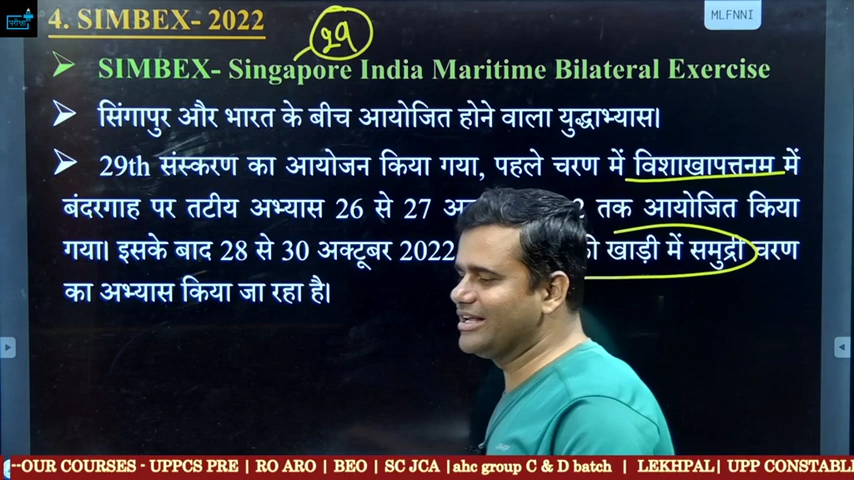 परीक्षा
4. SIMBEX- 2022
29
MLFNNI
SIMBEX- Singapore India Maritime Bilateral Exercise
सिंगापुर और भारत के बीच आयोजित होने वाला युद्धाभ्यास।
29th संस्करण का आयोजन किया गया, पहले चरण में विशाखापत्तनम में
बंदरगाह पर तटीय अभ्यास 26 से 27 तक आयोजित किया
गया। इसके बाद 28 से 30 अक्टूबर 2022 खाड़ी में समुद्री चरण
का अभ्यास किया जा रहा है।
--OUR COURSES - UPPCS PRE | RO ARO | BEO | SC JCA |ahc group C & D batch | LEKHPAL| UPP CONSTABLE